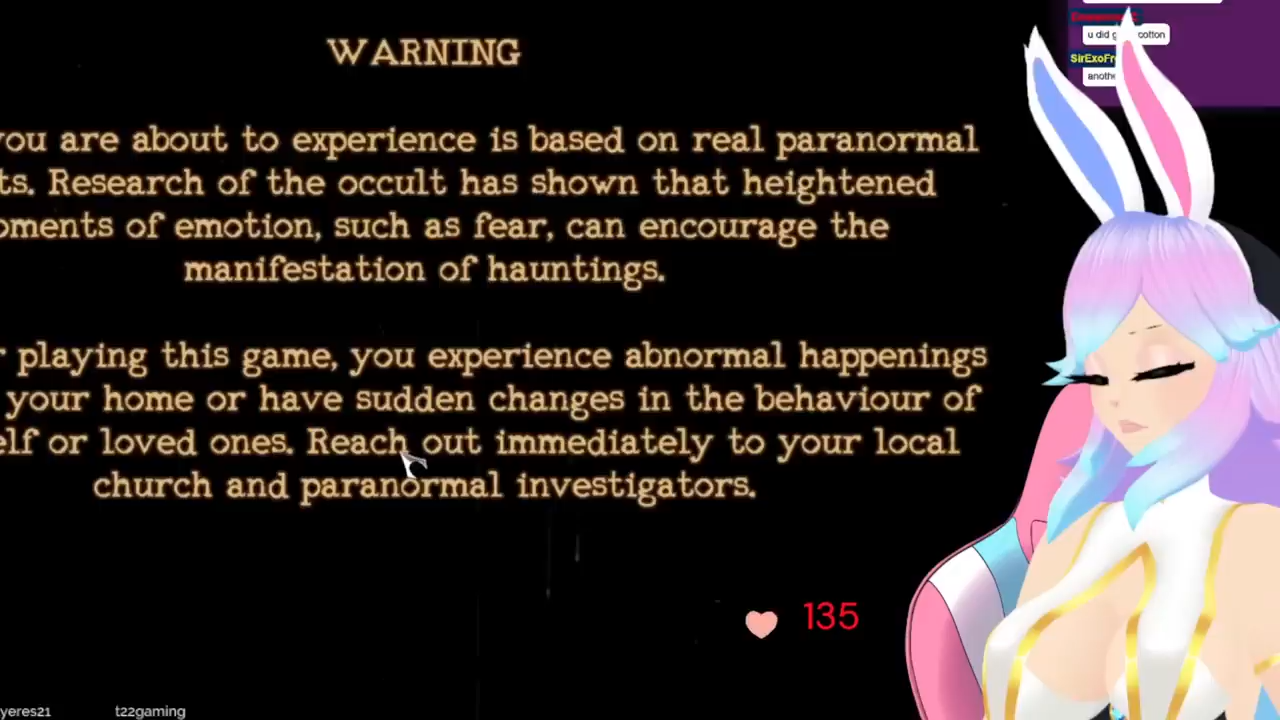 WARNING
you are about to experience is based on real paranormal
ts. Research of the occult has shown that heightened
oments of emotion, such as fear, can encourage the
manifestation of hauntings.
playing this game, you experience abnormal happenings
your home or have sudden changes in the behaviour of
elf or loved ones. Reach out immediately to your local
church and paranormal investigators.
u did cotton
SirExoFr
anothe
135
yeres21 t22gaming